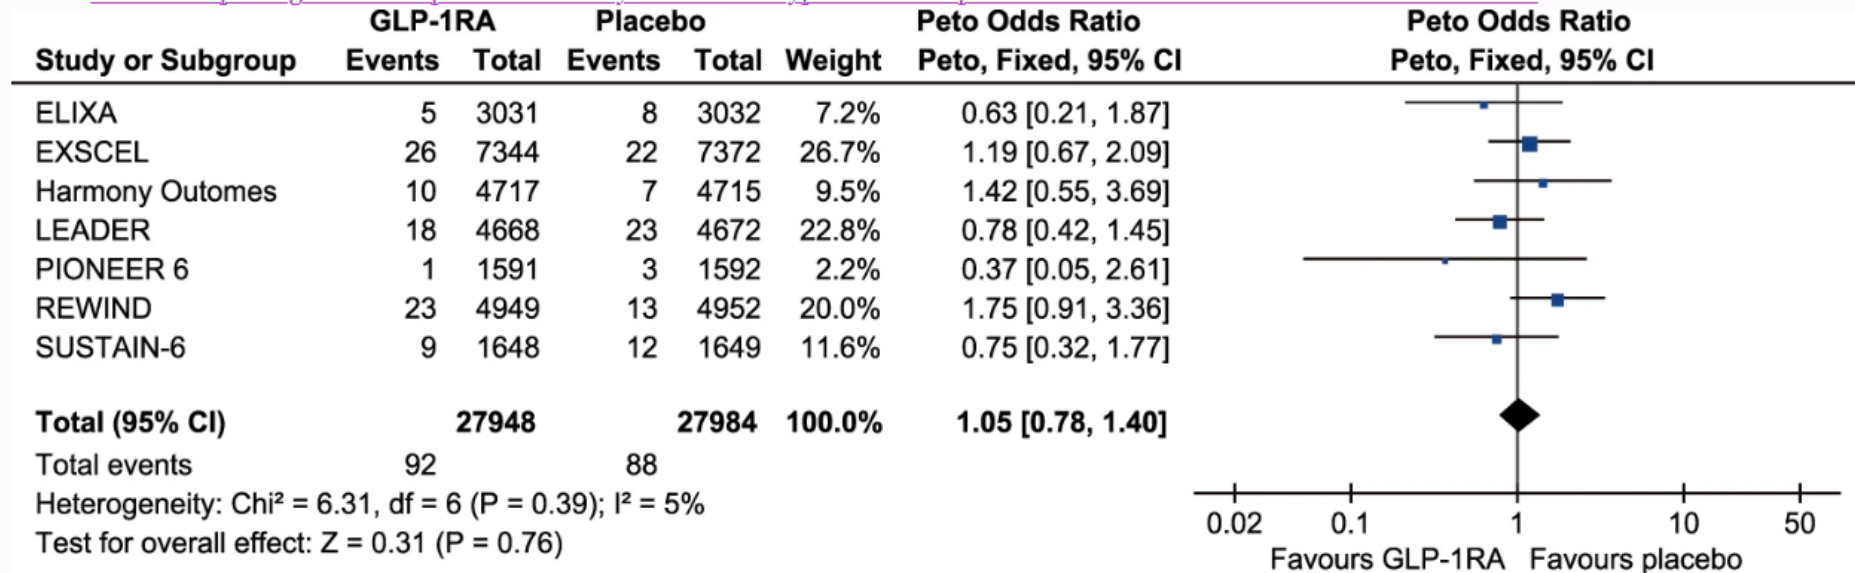 GLP-1RA Placebo Peto Odds Ratio Peto Odds Ratio
Study or Subgroup Events Total Events Total Weight Peto, Fixed, 95% CI Peto, Fixed, 95% CI
ELIXA 5 3031 8 3032 7.2% 0.63 [0.21, 1.87]
EXSCEL 26 7344 22 7372 26.7% 1.19 [0.67, 2.09]
Harmony Outomes 10 4717 7 4715 9.5% 1.42 [0.55, 3.69]
LEADER 18 4668 23 4672 22.8% 0.78 [0.42, 1.45]
PIONEER 6 1 1591 3 1592 2.2% 0.37 [0.05, 2.61]
REWIND 23 4949 13 4952 20.0% 1.75 [0.91, 3.36]
SUSTAIN-6 9 1648 12 1649 11.6% 0.75 [0.32, 1.77]
Total (95% CI) 27948 27984 100.0% 1.05 [0.78, 1.40]
Total events 92 88
Heterogeneity: Chi² = 6.31, df = 6 (P = 0.39); I² = 5%
Test for overall effect: Z = 0.31 (P = 0.76)
0.02 0.1 1 10 50
Favours GLP-1RA Favours placebo